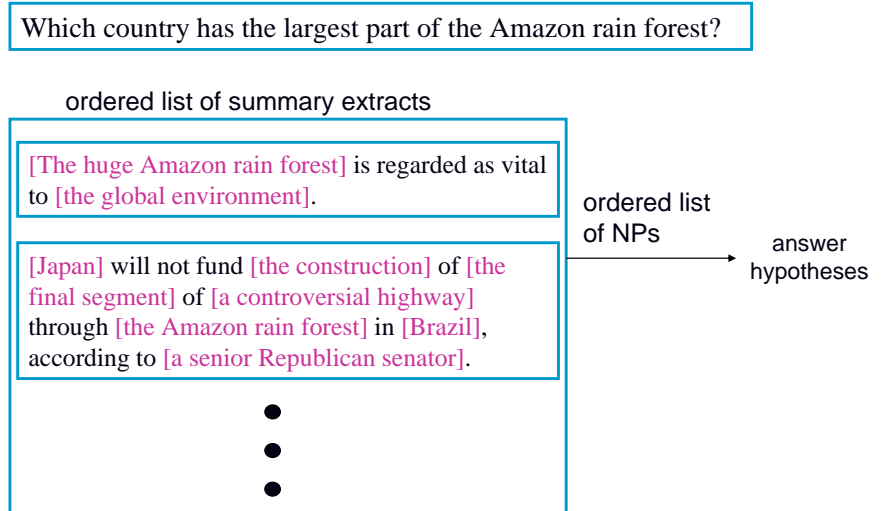 Which country has the largest part of the Amazon rain forest?
ordered list of summary extracts
[The huge Amazon rain forest] is regarded as vital
to [the global environment].
[Japan] will not fund [the construction] of [the
final segment] of [a controversial highway]
through [the Amazon rain forest] in [Brazil],
according to [a senior Republican senator].
ordered list
of NPs
answer
hypotheses